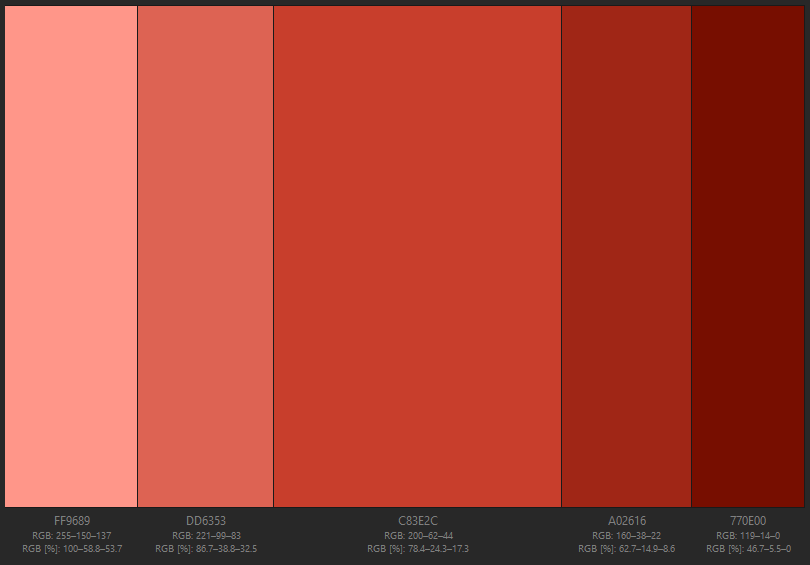 FF9689
RGB: 255–150–137
RGB [%]: 100–58.8–53.7
DD6353
RGB: 221–99–83
RGB [%]: 86.7–38.8–32.5
C83E2C
RGB: 200–62–44
RGB [%]: 78.4–24.3–17.3
A02616
RGB: 160–38–22
RGB [%]: 62.7–14.9–8.6
770E00
RGB: 119–14–0
RGB [%]: 46.7–5.5–0